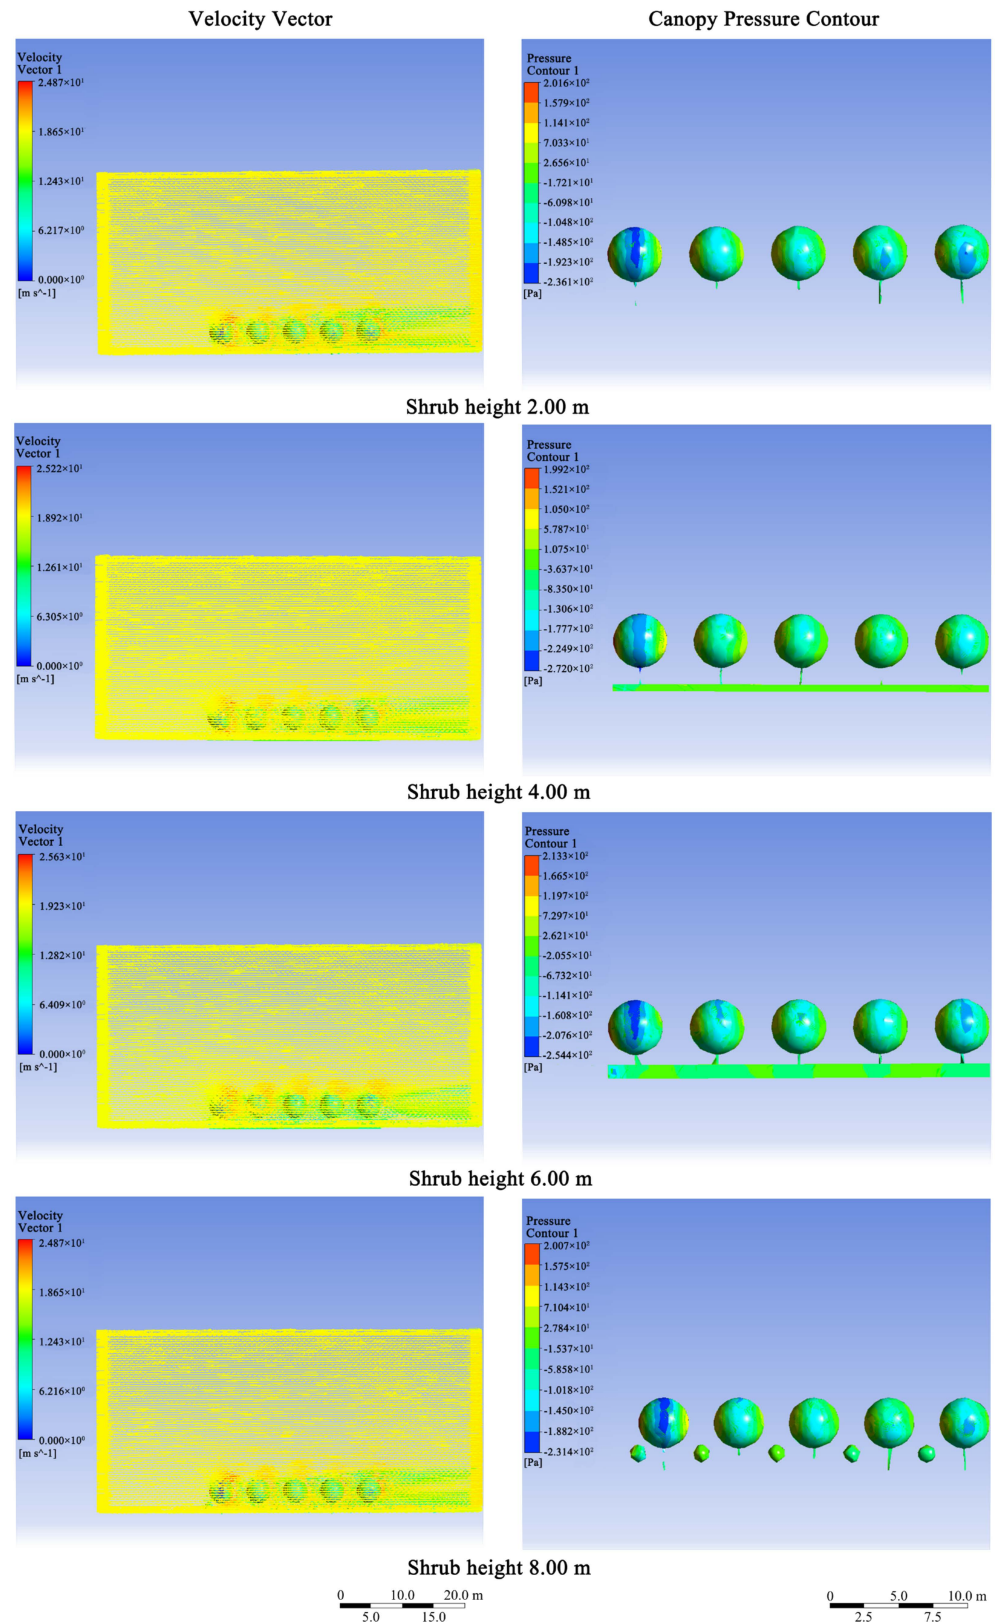 Velocity Vector
Canopy Pressure Contour
Velocity
Vector 1
2.487×10¹
1.865×10¹
1.243×10¹
6.217×10⁰
0.000×10⁰
[m s^-1]
Pressure
Contour 1
2.016×10²
1.579×10²
1.141×10²
7.033×10¹
2.656×10¹
-1.721×10¹
-6.098×10¹
-1.048×10²
-1.485×10²
-1.923×10²
-2.361×10²
[Pa]
Shrub height 2.00 m
Velocity
Vector 1
2.522×10¹
1.892×10¹
1.261×10¹
6.305×10⁰
0.000×10⁰
[m s^-1]
Pressure
Contour 1
1.992×10²
1.521×10²
1.050×10²
5.787×10¹
1.075×10¹
-3.637×10¹
-8.350×10¹
-1.306×10²
-1.777×10²
-2.249×10²
-2.720×10²
[Pa]
Shrub height 4.00 m
Velocity
Vector 1
2.563×10¹
1.923×10¹
1.282×10¹
6.409×10⁰
0.000×10⁰
[m s^-1]
Pressure
Contour 1
2.133×10²
1.665×10²
1.197×10²
7.297×10¹
2.621×10¹
-2.055×10¹
-6.732×10¹
-1.141×10²
-1.608×10²
-2.076×10²
-2.544×10²
[Pa]
Shrub height 6.00 m
Velocity
Vector 1
2.487×10¹
1.865×10¹
1.243×10¹
6.216×10⁰
0.000×10⁰
[m s^-1]
Pressure
Contour 1
2.007×10²
1.575×10²
1.143×10²
7.104×10¹
2.784×10¹
-1.537×10¹
-5.858×10¹
-1.018×10²
-1.450×10²
-1.882×10²
-2.314×10²
[Pa]
Shrub height 8.00 m
0 10.0 20.0 m
5.0 15.0
0 5.0 10.0 m
2.5 7.5